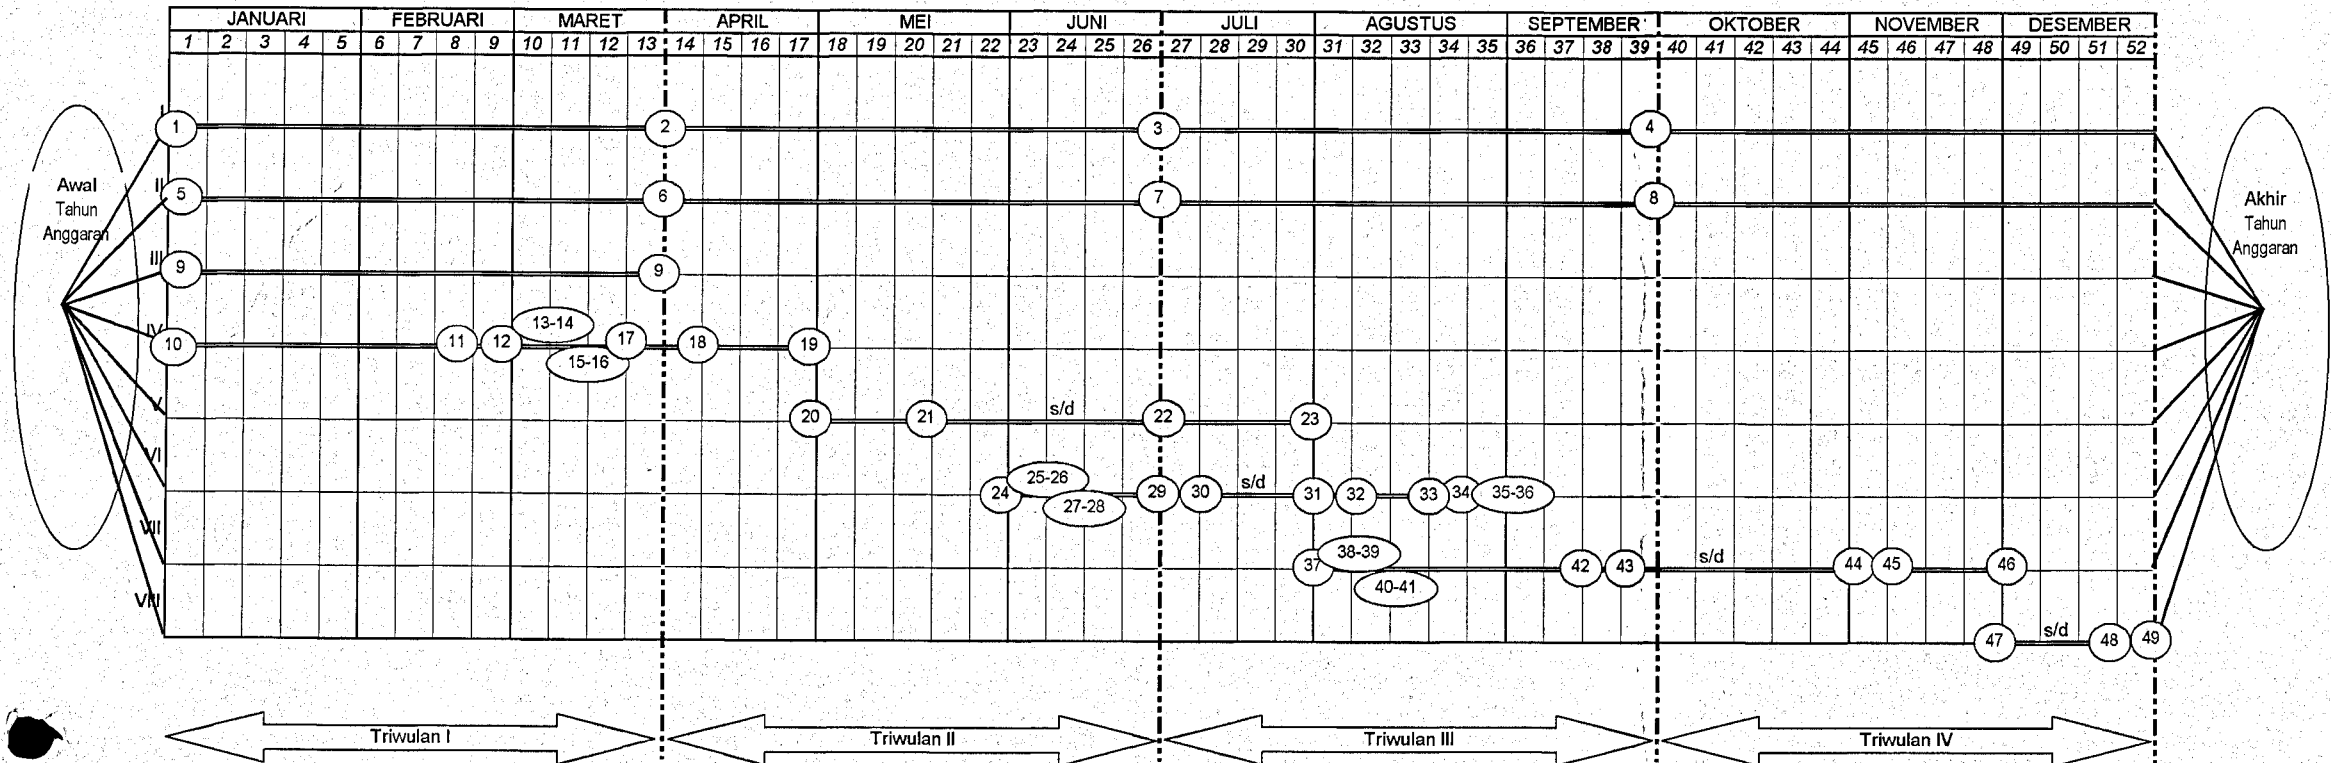 JANUARI FEBRUARI MARET APRIL MEI JUNI JULI AGUSTUS SEPTEMBER OKTOBER NOVEMBER DESEMBER
1 2 3 4 5 6 7 8 9 10 11 12 13 14 15 16 17 18 19 20 21 22 23 24 25 26 27 28 29 30 31 32 33 34 35 36 37 38 39 40 41 42 43 44 45 46 47 48 49 50 51 52
I
1 2 3 4
Awal
Tahun
Anggaran
II
5 6 7 8
Akhir
Tahun
Anggaran
III
9 9
IV
10 11 12 13-14 15-16 17 18 19
V
20 21 s/d 22 23
VI
24 25-26 27-28 29 30 s/d 31 32 33 34 35-36
VII
37 38-39 40-41 42 43 s/d 44 45 46
VIII
47 s/d 48 49
Triwulan I Triwulan II Triwulan III Triwulan IV